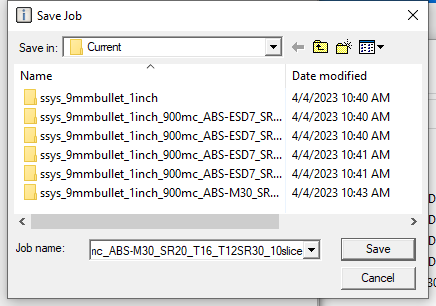 Save Job
Save in: Current
Name Date modified
ssys_9mmbullet_1inch 4/4/2023 10:40 AM
ssys_9mmbullet_1inch_900mc_ABS-ESD7_SR... 4/4/2023 10:40 AM
ssys_9mmbullet_1inch_900mc_ABS-ESD7_SR... 4/4/2023 10:40 AM
ssys_9mmbullet_1inch_900mc_ABS-ESD7_SR... 4/4/2023 10:41 AM
ssys_9mmbullet_1inch_900mc_ABS-ESD7_SR... 4/4/2023 10:41 AM
ssys_9mmbullet_1inch_900mc_ABS-M30_SR... 4/4/2023 10:43 AM
Job name: nc_ABS-M30_SR20_T16_T12SR30_10slice Save
Cancel